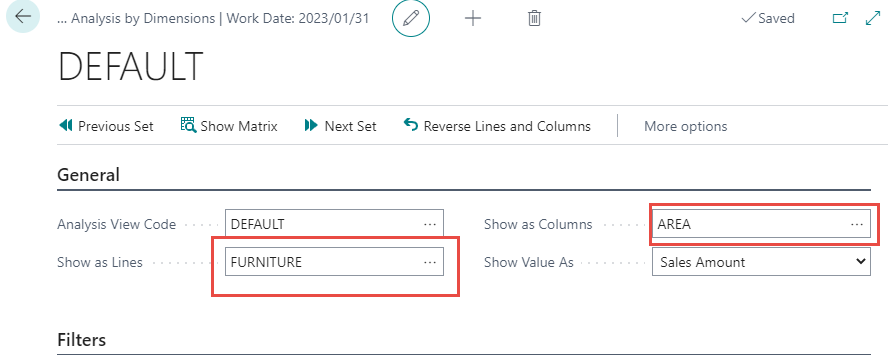 ... Analysis by Dimensions | Work Date: 2023/01/31
Saved
DEFAULT
Previous Set Show Matrix Next Set Reverse Lines and Columns More options
General
Analysis View Code DEFAULT ... Show as Columns AREA ...
Show as Lines FURNITURE ... Show Value As Sales Amount
Filters